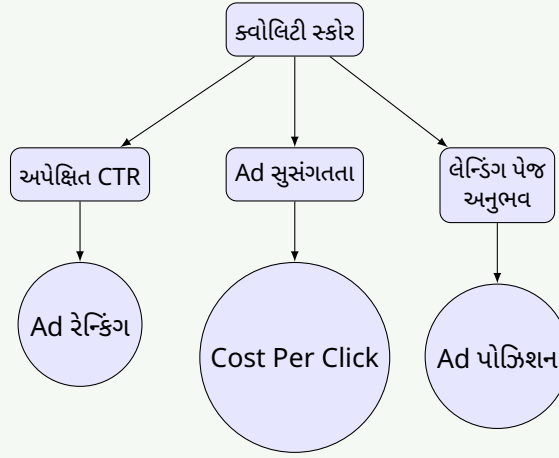 ક્વોલિટી સ્કોર
અપેક્ષિત CTR
Ad સુસંગતતા
લેન્ડિંગ પેજ
અનુભવ
Ad રેન્કિંગ
Cost Per Click
Ad પોઝિશન